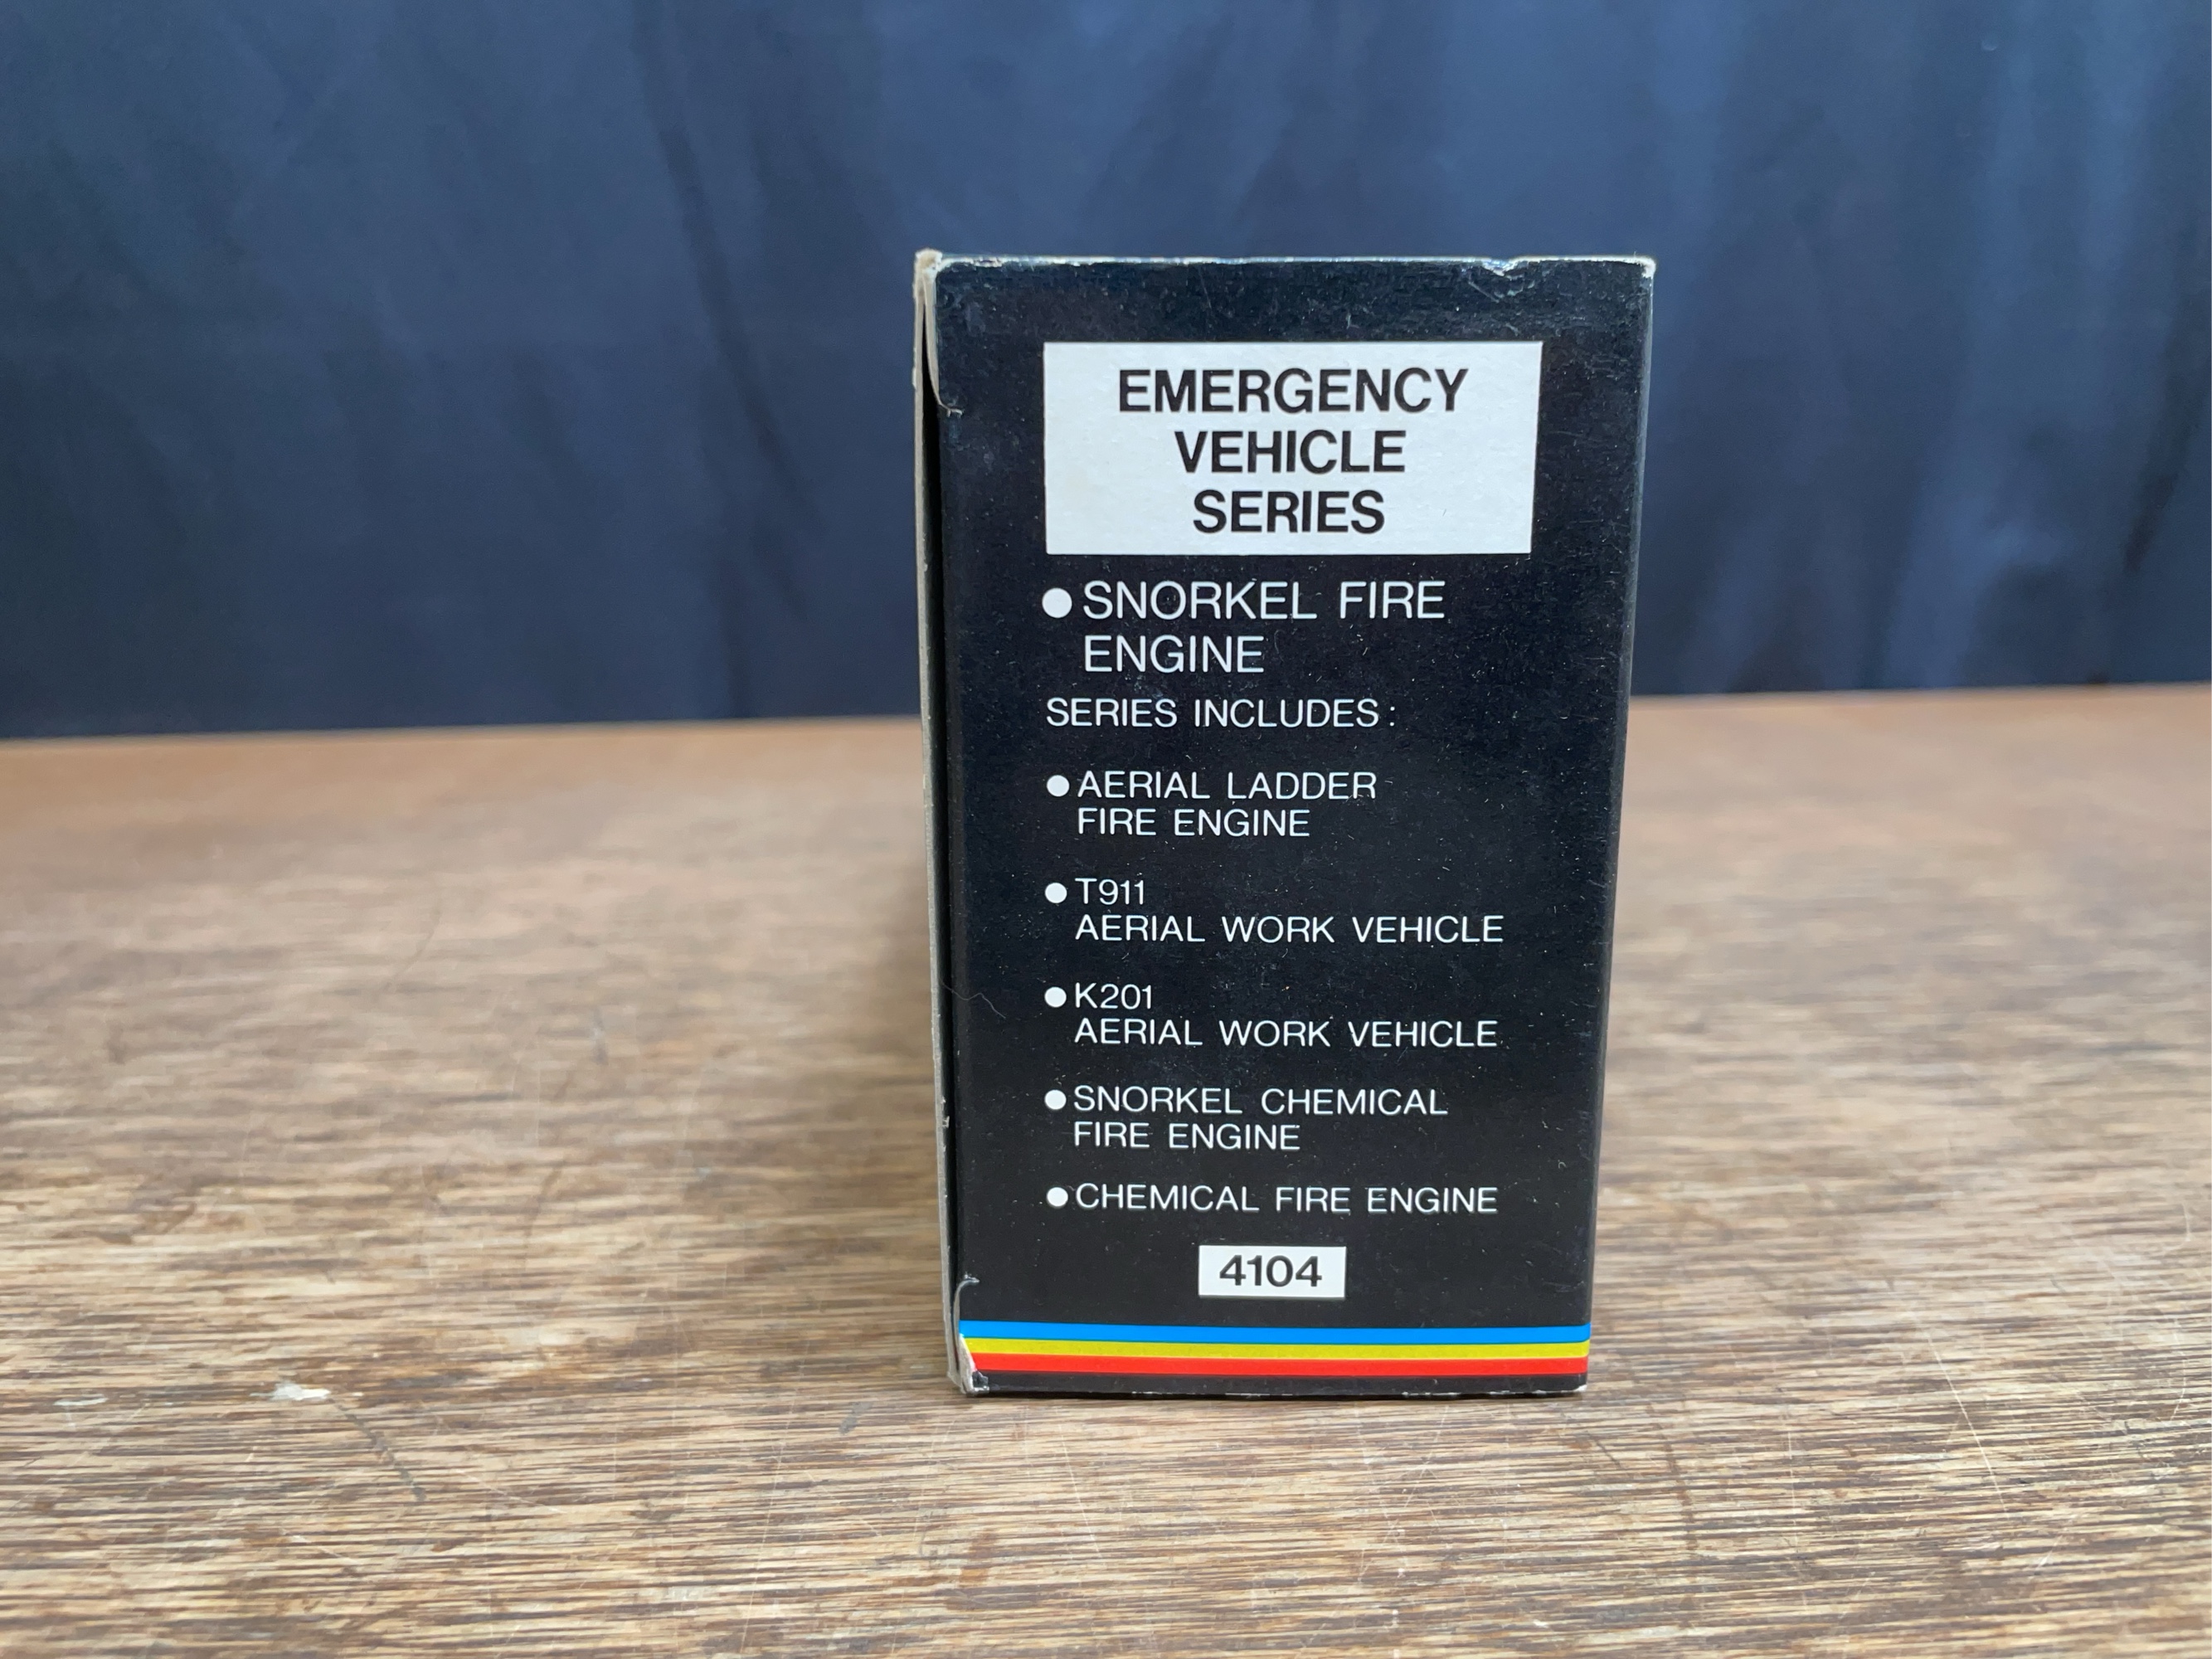 EMERGENCY
VEHICLE
SERIES
● SNORKEL FIRE
ENGINE
SERIES INCLUDES :
● AERIAL LADDER
FIRE ENGINE
● T911
AERIAL WORK VEHICLE
● K201
AERIAL WORK VEHICLE
● SNORKEL CHEMICAL
FIRE ENGINE
● CHEMICAL FIRE ENGINE
4104